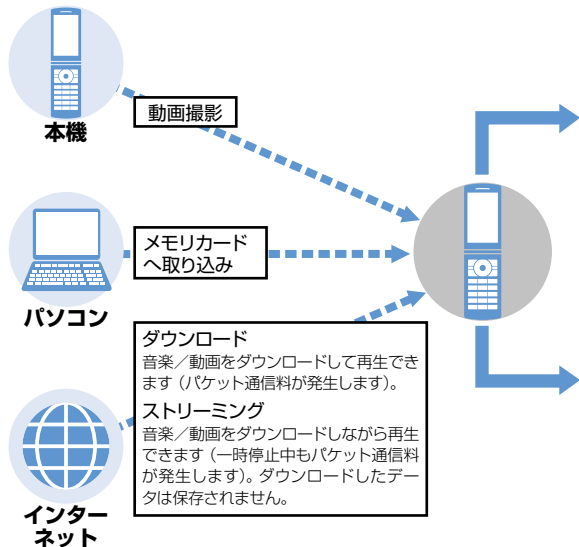 本機
動画撮影
パソコン
メモリカード
へ取り込み
インター
ネット
ダウンロード
音楽／動画をダウンロードして再生でき
ます（パケット通信料が発生します）。
ストリーミング
音楽／動画をダウンロードしながら再生
できます（一時停止中もパケット通信料
が発生します）。ダウンロードしたデー
タは保存されません。